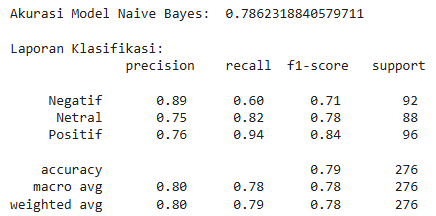 Akurasi Model Naive Bayes:  0.7862318840579711
Laporan Klasifikasi:
              precision    recall  f1-score   support
     Negatif       0.89      0.60      0.71        92
      Netral       0.75      0.82      0.78        88
     Positif       0.76      0.94      0.84        96
    accuracy                           0.79       276
   macro avg       0.80      0.78      0.78       276
weighted avg       0.80      0.79      0.78       276